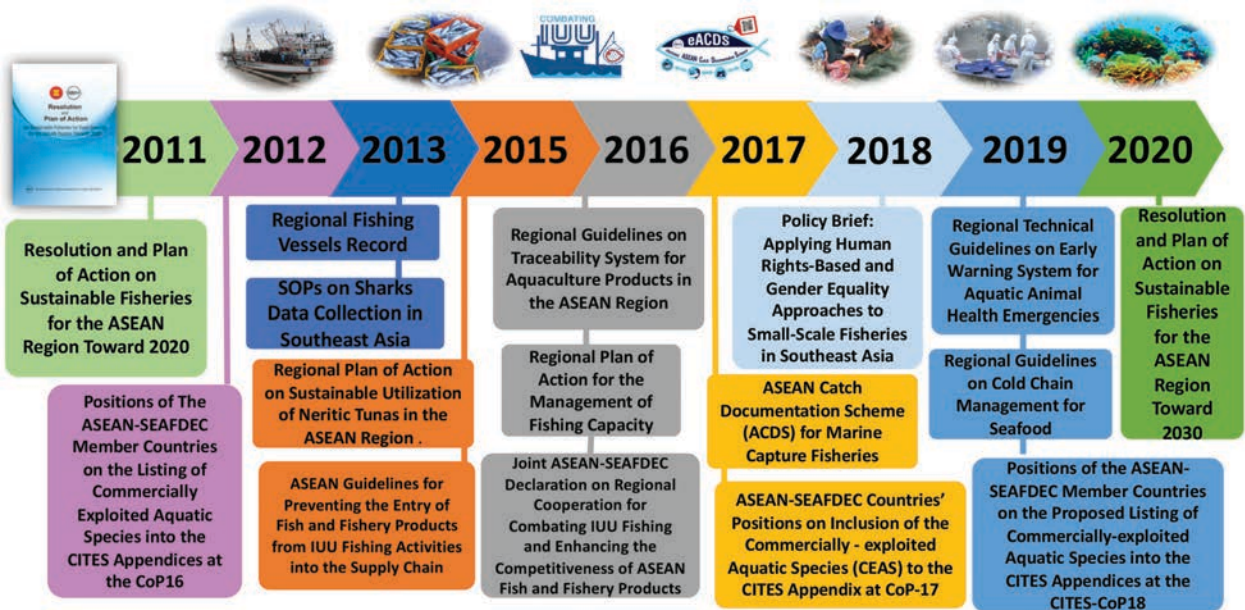 COMBATING
IUU
eACDS
ASEAN Catch Documentation Scheme
Resolution
and
Plan of Action
2011
2012
2013
2015
2016
2017
2018
2019
2020
Resolution and Plan
of Action on
Sustainable Fisheries
for the ASEAN
Region Toward 2020
Positions of The
ASEAN-SEAFDEC
Member Countries
on the Listing of
Commercially
Exploited Aquatic
Species into the
CITES Appendices at
the CoP16
Regional Fishing
Vessels Record
SOPs on Sharks
Data Collection in
Southeast Asia
Regional Plan of Action
on Sustainable Utilization
of Neritic Tunas in the
ASEAN Region .
ASEAN Guidelines for
Preventing the Entry of
Fish and Fishery Products
from IUU Fishing Activities
into the Supply Chain
Regional Guidelines on
Traceability System for
Aquaculture Products in
the ASEAN Region
Regional Plan of
Action for the
Management of
Fishing Capacity
Joint ASEAN-SEAFDEC
Declaration on Regional
Cooperation for
Combating IUU Fishing
and Enhancing the
Competitiveness of ASEAN
Fish and Fishery Products
Policy Brief:
Applying Human
Rights-Based and
Gender Equality
Approaches to
Small-Scale Fisheries
in Southeast Asia
ASEAN Catch
Documentation Scheme
(ACDS) for Marine
Capture Fisheries
ASEAN-SEAFDEC Countries’
Positions on Inclusion of the
Commercially - exploited
Aquatic Species (CEAS) to the
CITES Appendix at CoP-17
Regional Technical
Guidelines on Early
Warning System for
Aquatic Animal
Health Emergencies
Regional Guidelines
on Cold Chain
Management for
Seafood
Positions of the ASEAN-
SEAFDEC Member Countries
on the Proposed Listing of
Commercially-exploited
Aquatic Species into the
CITES Appendices at the
CITES-CoP18
Resolution
and Plan of
Action on
Sustainable
Fisheries
for the
ASEAN
Region
Toward
2030